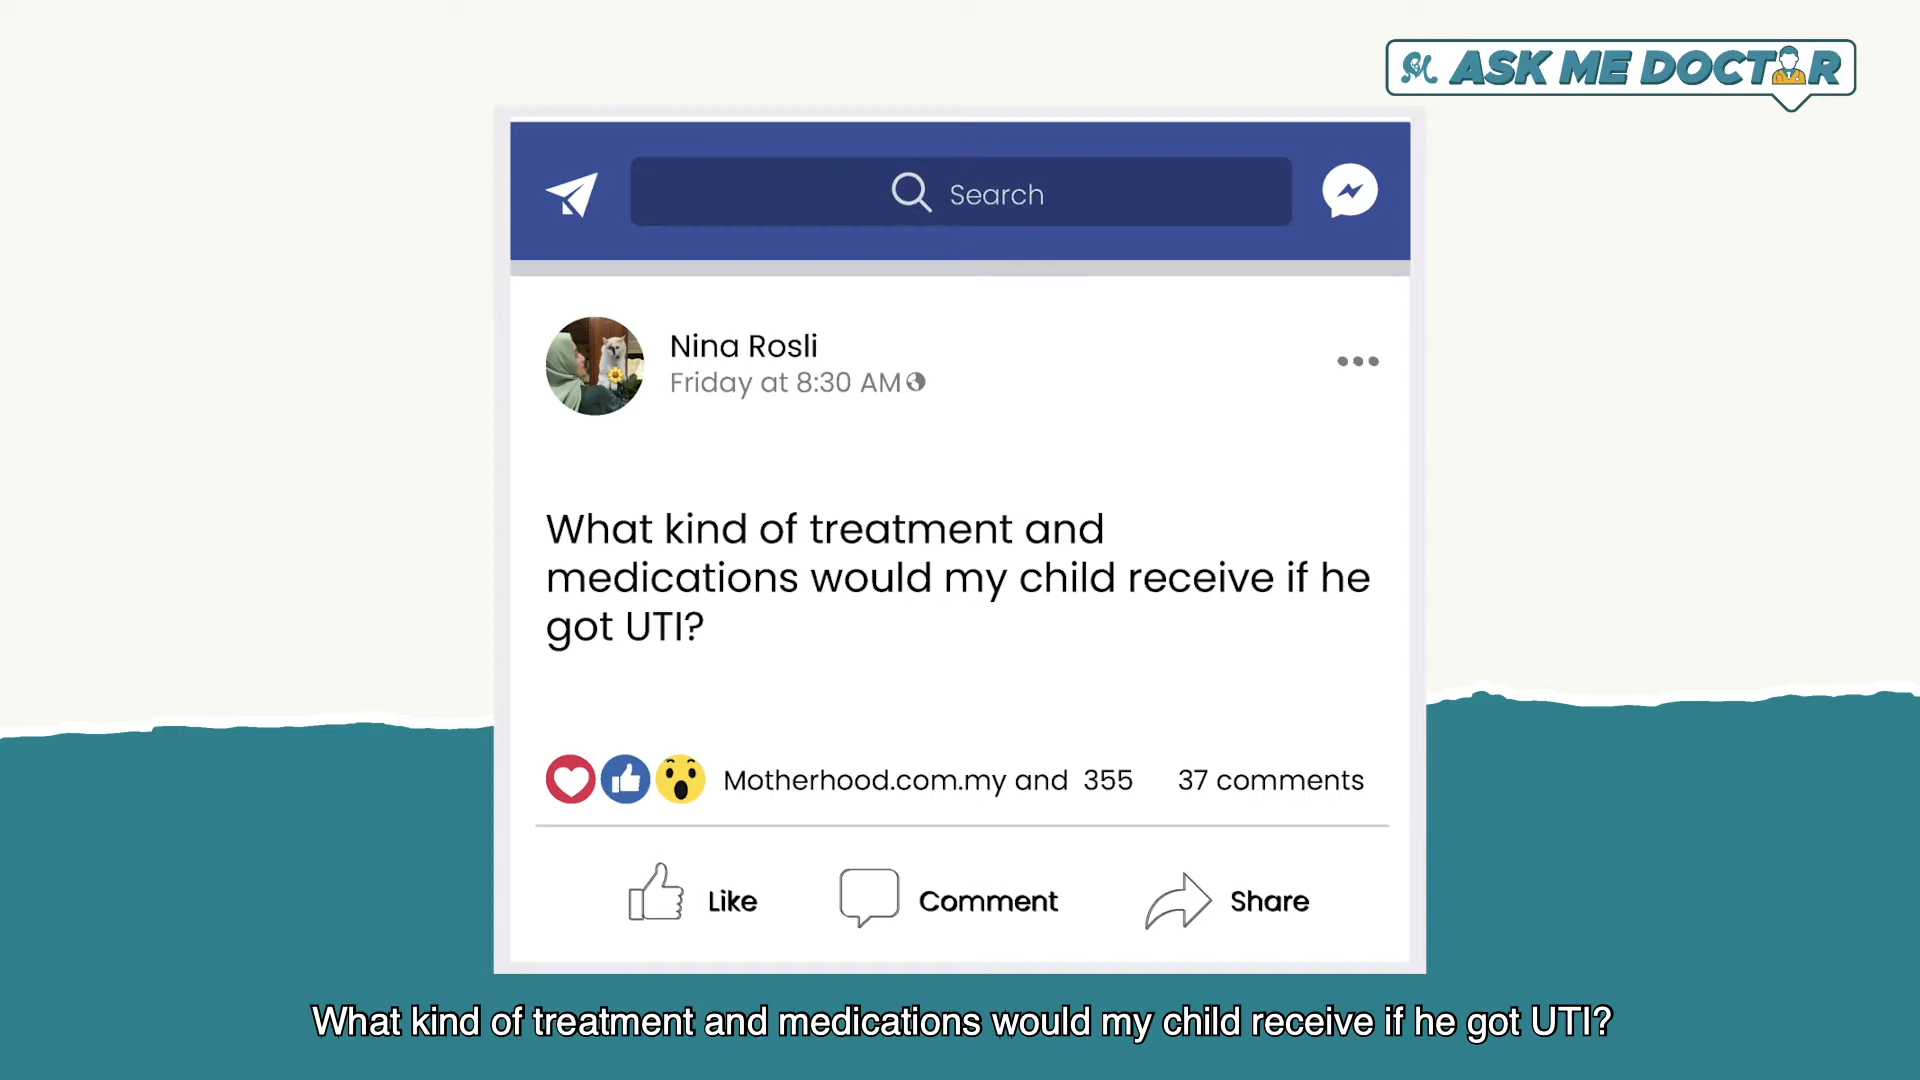 ASK ME DOCTOR
Search
Nina Rosli
Friday at 8:30 AM
What kind of treatment and
medications would my child receive if he
got UTI?
Motherhood.com.my and 355 37 comments
Like Comment Share
What kind of treatment and medications would my child receive if he got UTI?